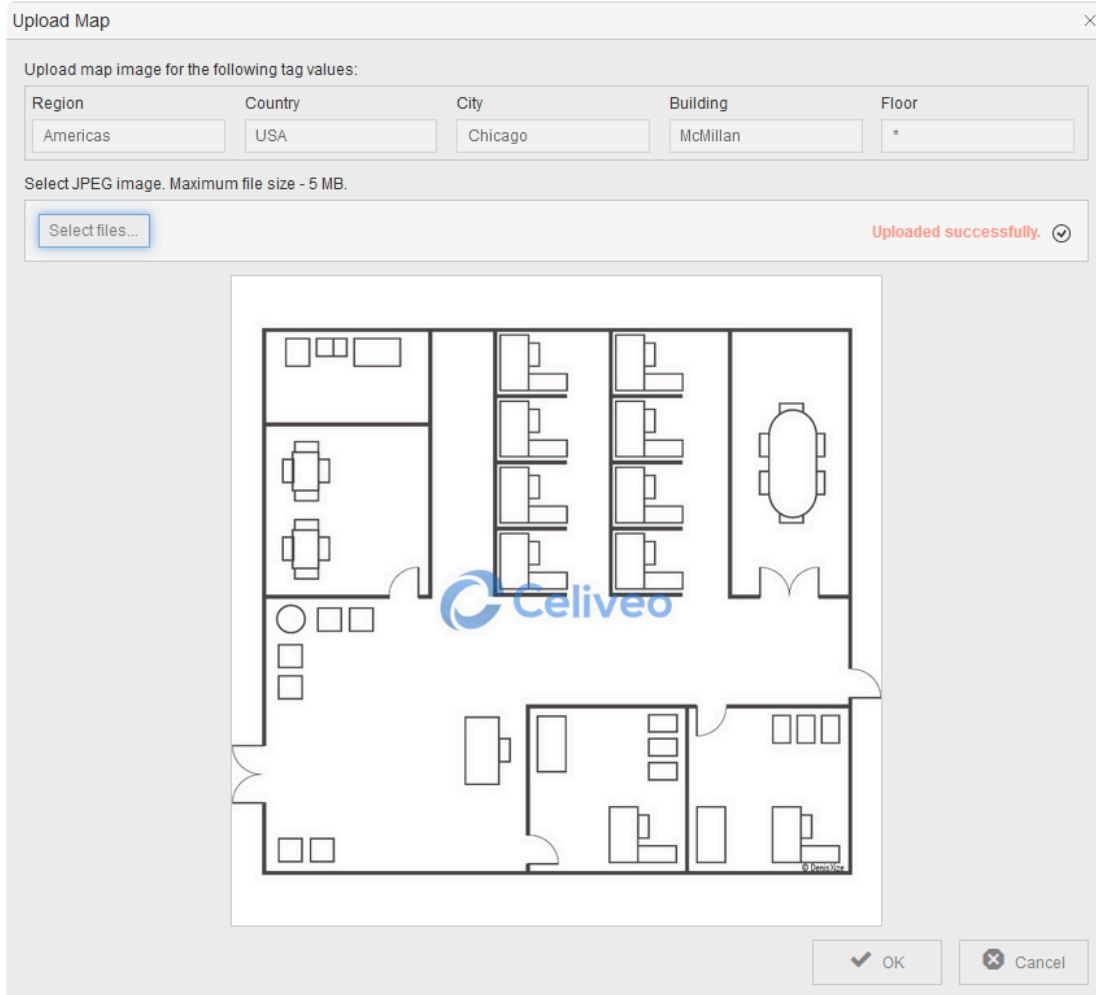 Upload Map
Upload map image for the following tag values:
Region Country City Building Floor
Americas USA Chicago McMillan *
Select JPEG image. Maximum file size - 5 MB.
Select files... Uploaded successfully.
Celiveo
© DenisXize
OK Cancel